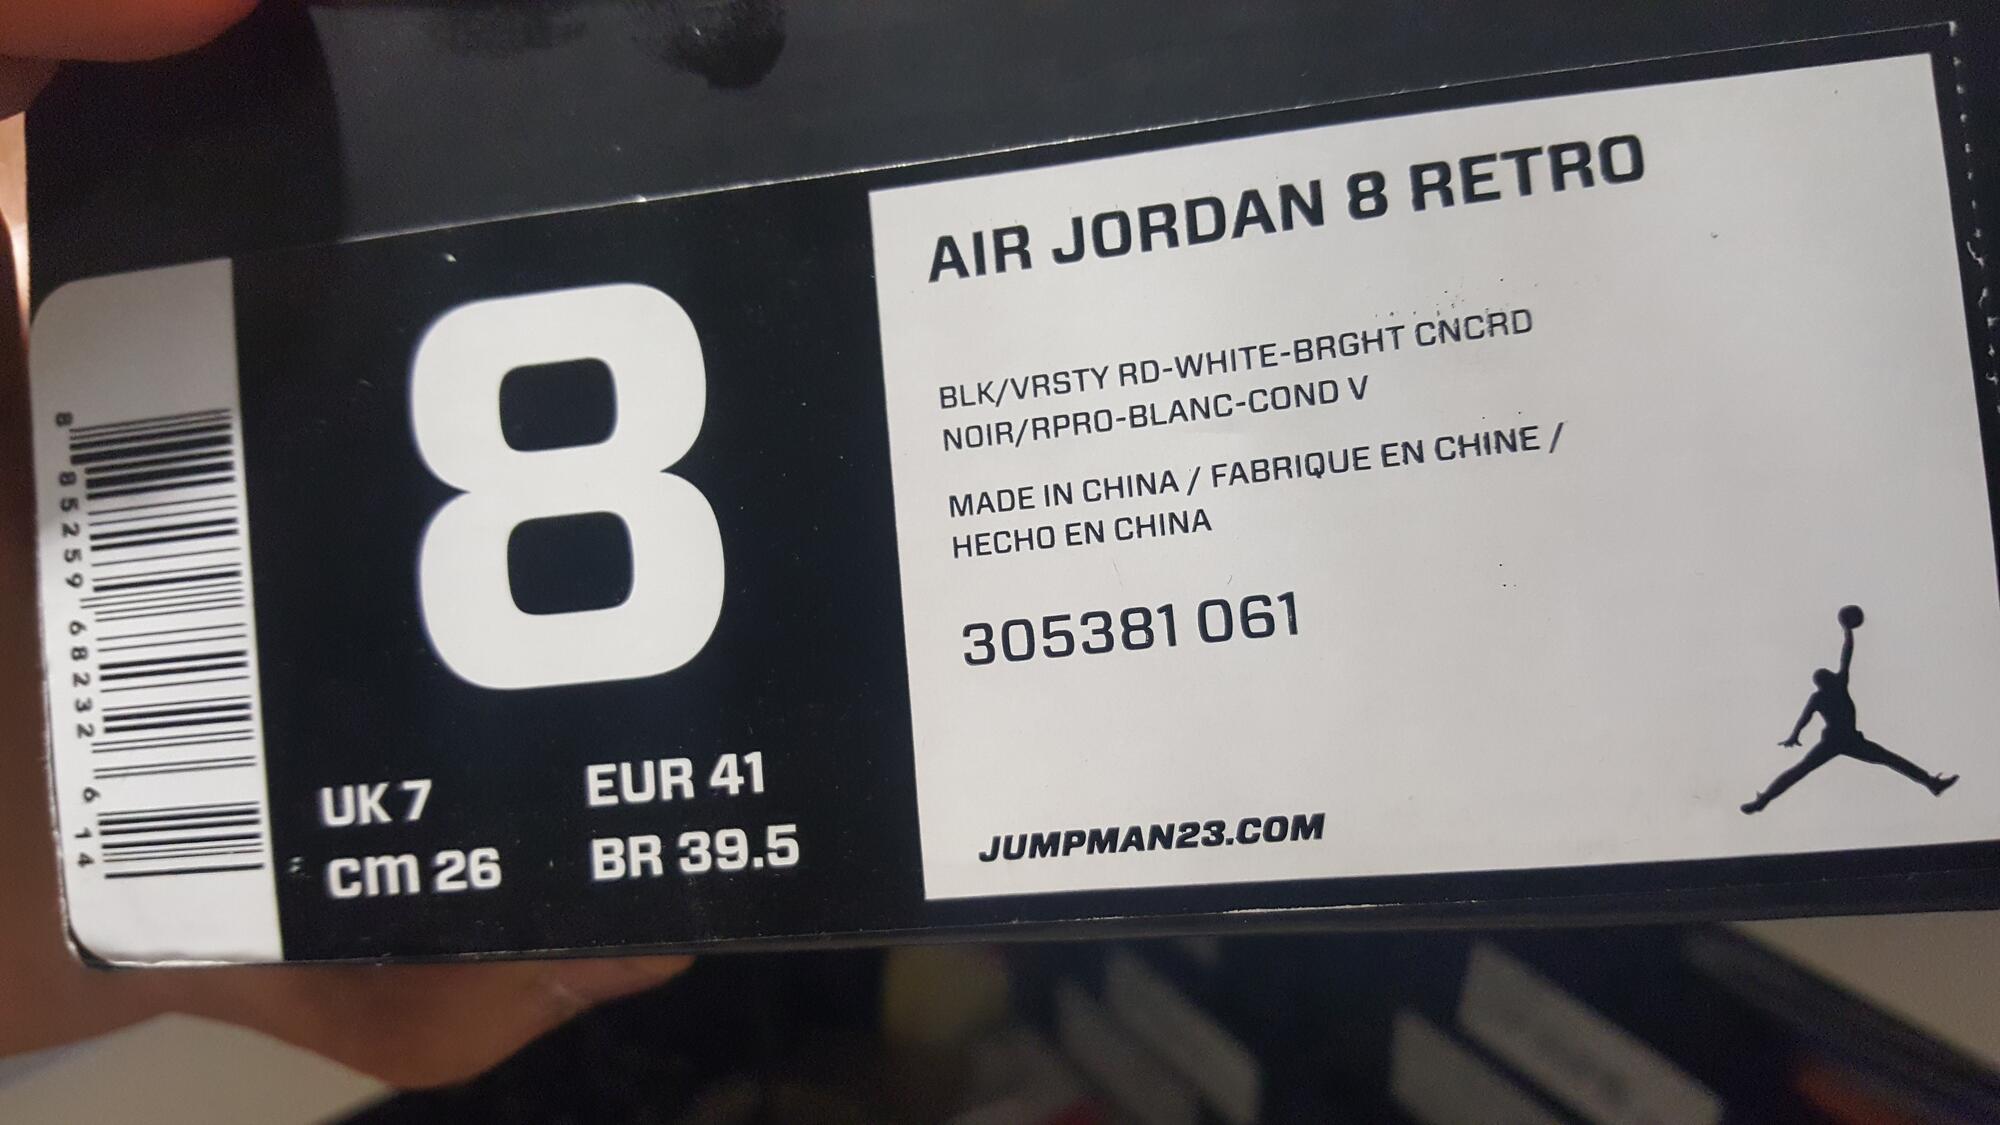 8 85259 68232 6 14
8
UK 7 EUR 41
cm 26 BR 39.5
AIR JORDAN 8 RETRO
BLK/VRSTY RD-WHITE-BRGHT CNCRD
NOIR/RPRO-BLANC-COND V
MADE IN CHINA / FABRIQUE EN CHINE /
HECHO EN CHINA
305381 061
JUMPMAN23.COM